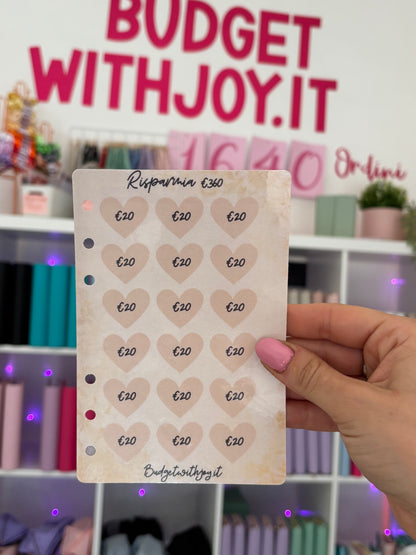 BUDGET
WITHJOY.IT
1640 Ordini
Risparmia €360
€20 €20 €20
€20 €20 €20
€20 €20 €20
€20 €20 €20
€20 €20 €20
€20 €20 €20
Budgetwithjoy.it